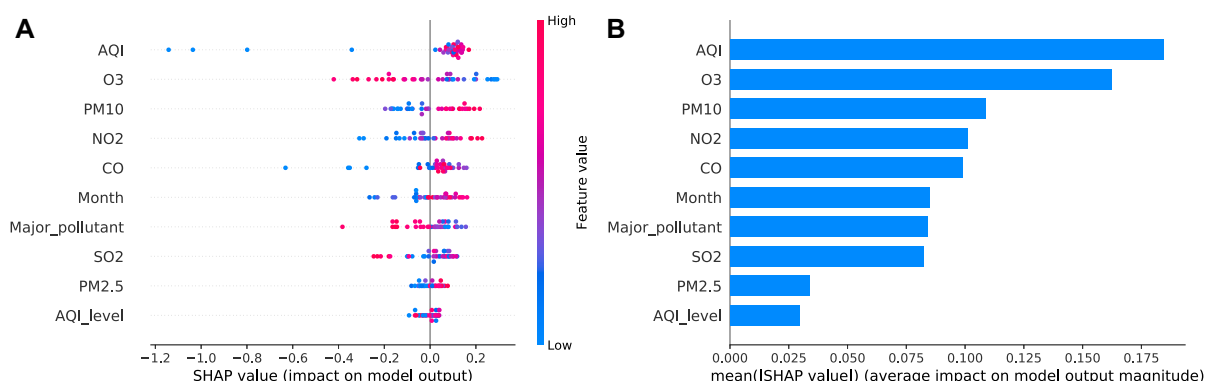 A
AQI
O3
PM10
NO2
CO
Month
Major_pollutant
SO2
PM2.5
AQI_level
−1.2 −1.0 −0.8 −0.6 −0.4 −0.2 0.0 0.2
SHAP value (impact on model output)
High
Feature value
Low
B
AQI
O3
PM10
NO2
CO
Month
Major_pollutant
SO2
PM2.5
AQI_level
0.000 0.025 0.050 0.075 0.100 0.125 0.150 0.175
mean(ISHAP valueI) (average impact on model output magnitude)